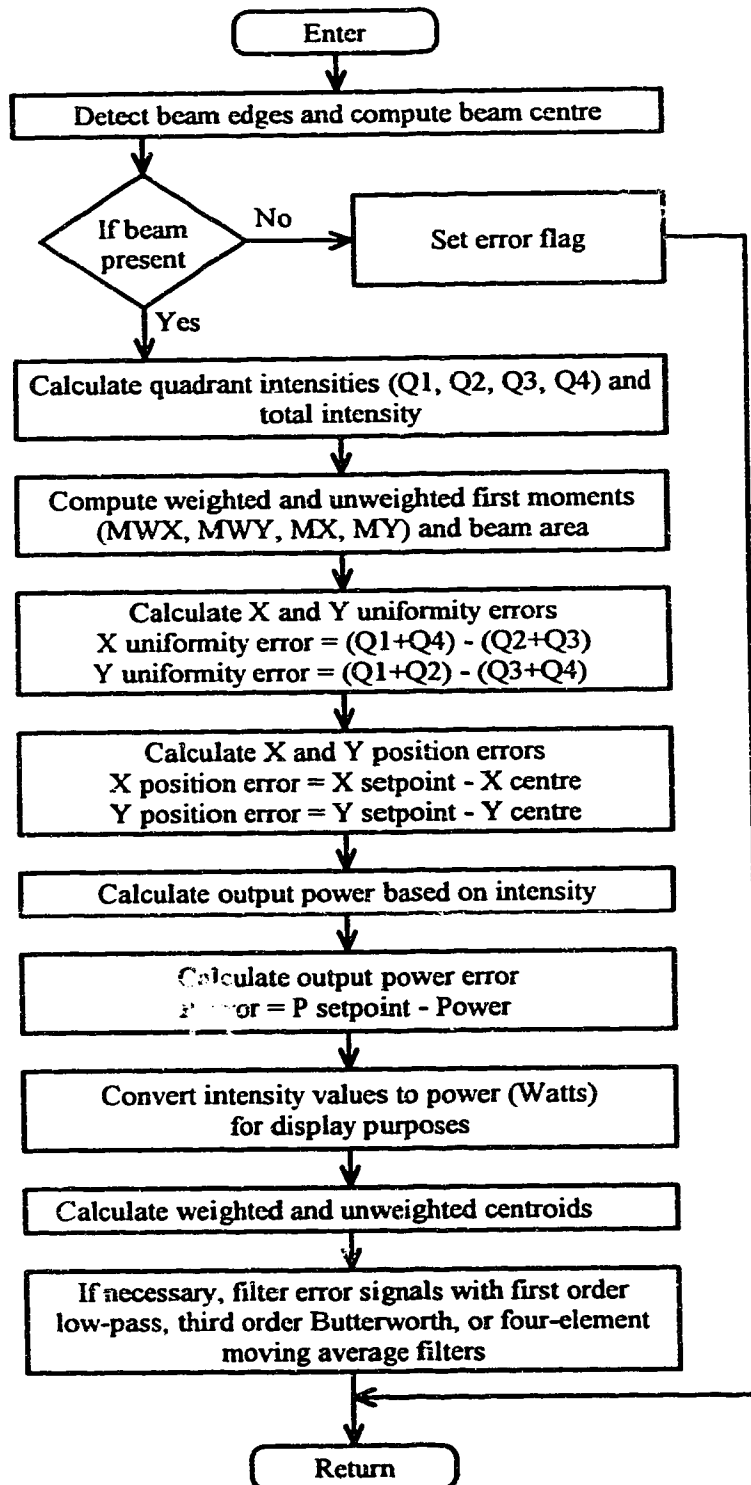 Enter
Detect beam edges and compute beam centre
If beam
present
No
Set error flag
Yes
Calculate quadrant intensities (Q1, Q2, Q3, Q4) and
total intensity
Compute weighted and unweighted first moments
(MWX, MWY, MX, MY) and beam area
Calculate X and Y uniformity errors
X uniformity error = (Q1+Q4) - (Q2+Q3)
Y uniformity error = (Q1+Q2) - (Q3+Q4)
Calculate X and Y position errors
X position error = X setpoint - X centre
Y position error = Y setpoint - Y centre
Calculate output power based on intensity
Calculate output power error
= P setpoint - Power
Convert intensity values to power (Watts)
for display purposes
Calculate weighted and unweighted centroids
If necessary, filter error signals with first order
low-pass, third order Butterworth, or four-element
moving average filters
Return